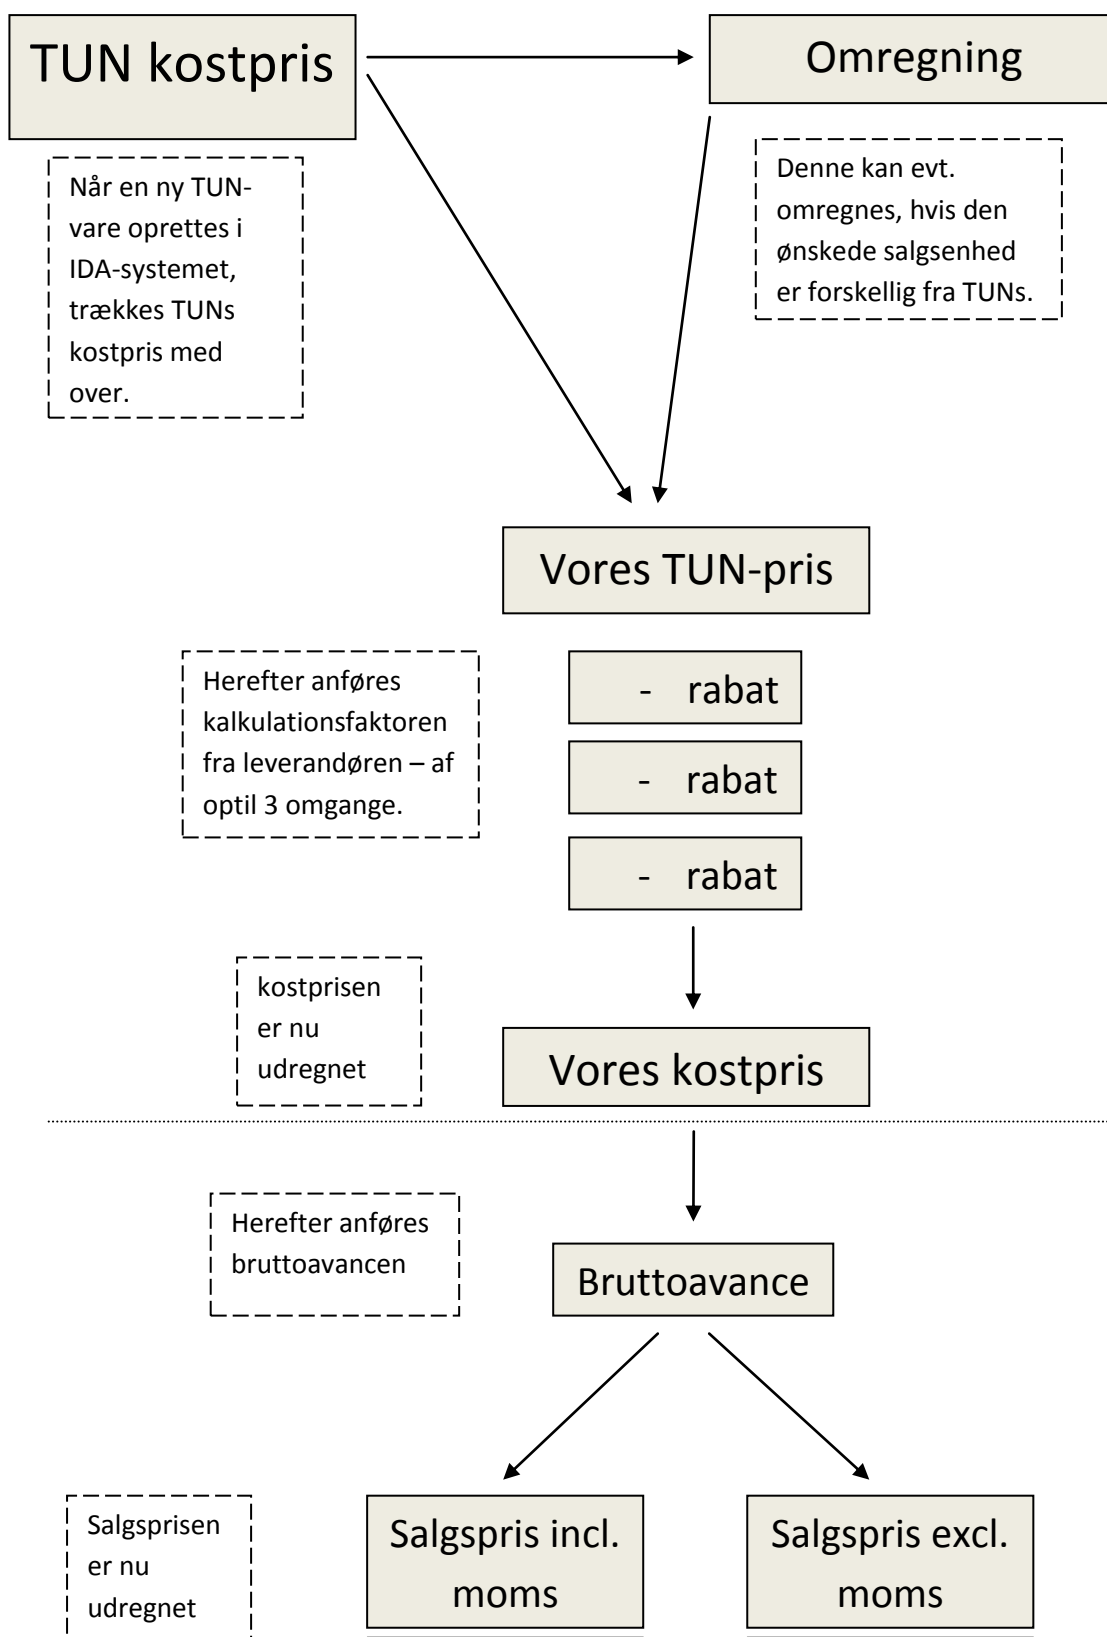 TUN kostpris
Omregning
Når en ny TUN-
vare oprettes i
IDA-systemet,
trækkes TUNs
kostpris med
over.
Denne kan evt.
omregnes, hvis den
ønskede salgsenhed
er forskellig fra TUNs.
Vores TUN-pris
Herefter anføres
kalkulationsfaktoren
fra leverandøren – af
optil 3 omgange.
- rabat
- rabat
- rabat
kostprisen
er nu
udregnet
Vores kostpris
Herefter anføres
bruttoavancen
Bruttoavance
Salgsprisen
er nu
udregnet
Salgspris incl.
moms
Salgspris excl.
moms